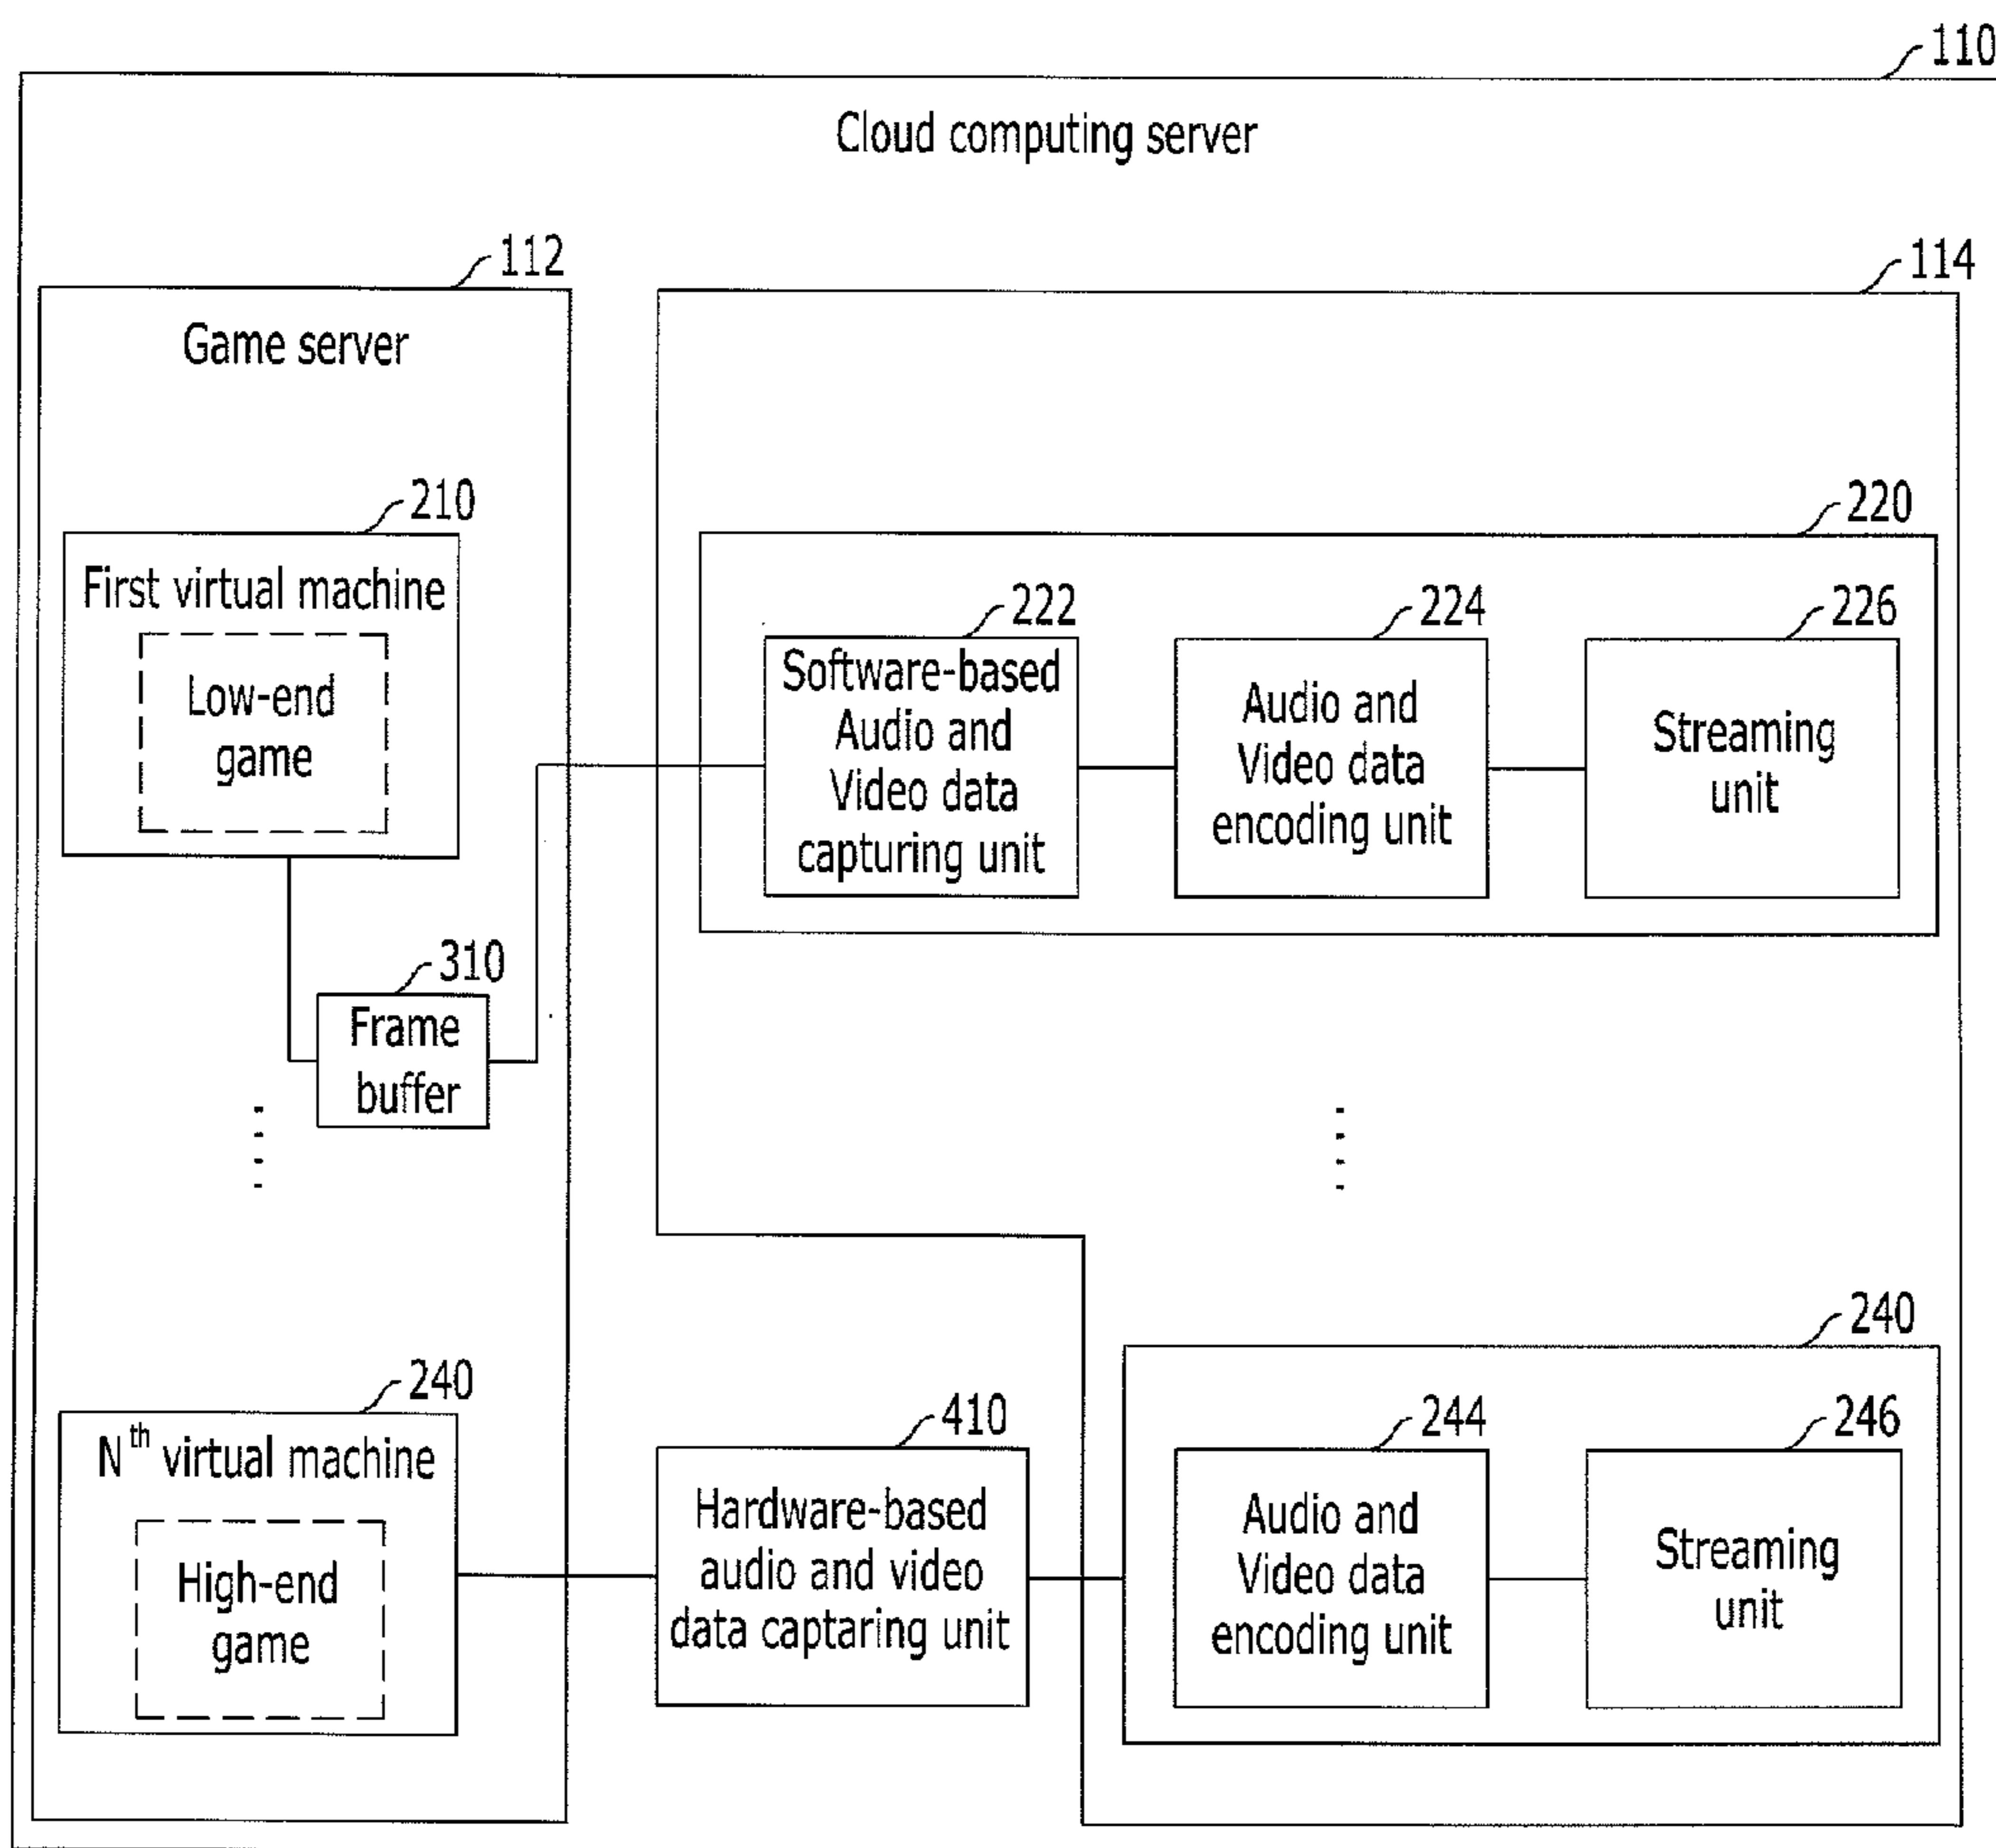 110
Cloud computing server
112
114
Game server
210
First virtual machine
Low-end
game
220
222
Software-based
Audio and
Video data
capturing unit
224
Audio and
Video data
encoding unit
226
Streaming
unit
310
Frame
buffer
240
Nth virtual machine
High-end
game
410
Hardware-based
audio and video
data captaring unit
240
244
Audio and
Video data
encoding unit
246
Streaming
unit